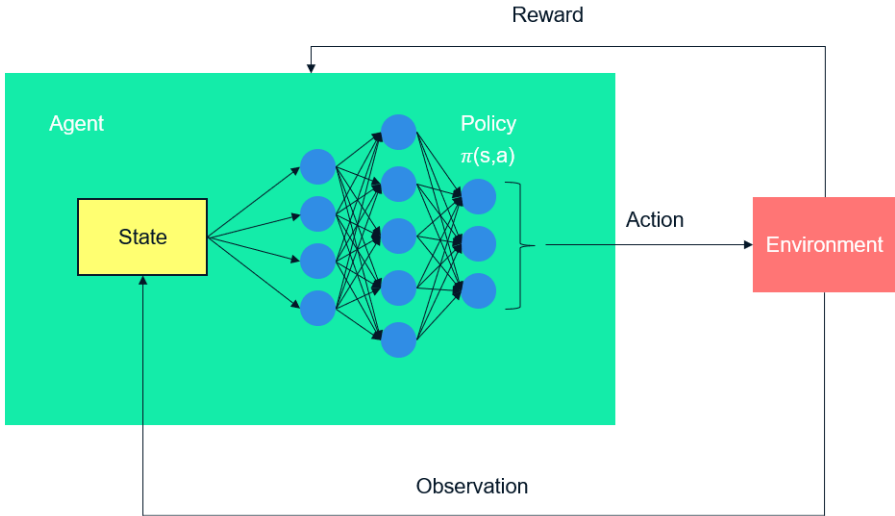 Reward
Agent
Policy
π(s,a)
State
Action
Environment
Observation